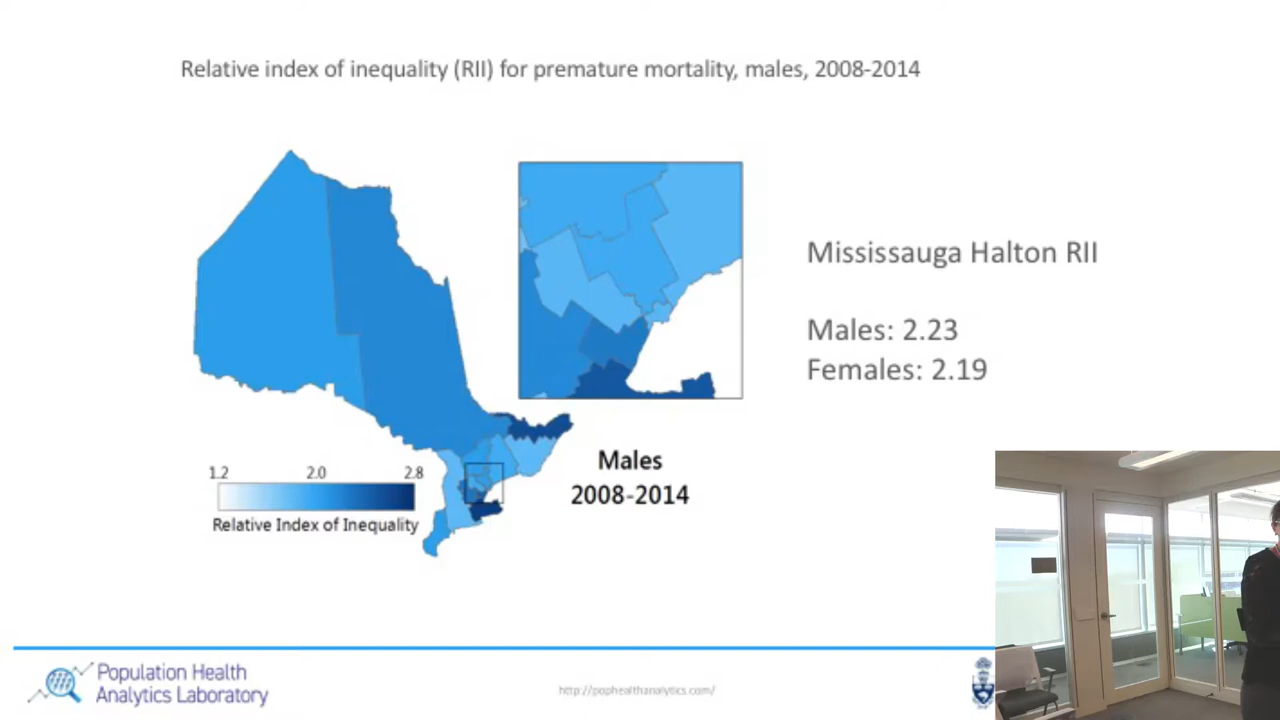 Relative index of inequality (RII) for premature mortality, males, 2008-2014
Mississauga Halton RII
Males: 2.23
Females: 2.19
Males
2008-2014
1.2 2.0 2.8
Relative Index of Inequality
Population Health
Analytics Laboratory
http://pophealthanalytics.com/